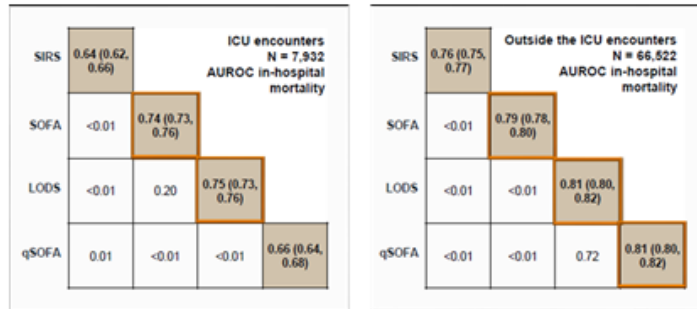 ICU encounters
N = 7,932
AUROC in-hospital
mortality
SIRS 0.64 (0.62,
0.66)
SOFA <0.01 0.74 (0.73,
0.76)
LODS <0.01 0.20 0.75 (0.73,
0.76)
qSOFA 0.01 <0.01 <0.01 0.66 (0.64,
0.68)
Outside the ICU encounters
N = 66,522
AUROC in-hospital
mortality
SIRS 0.76 (0.75,
0.77)
SOFA <0.01 0.79 (0.78,
0.80)
LODS <0.01 <0.01 0.81 (0.80,
0.82)
qSOFA <0.01 <0.01 0.72 0.81 (0.80,
0.82)